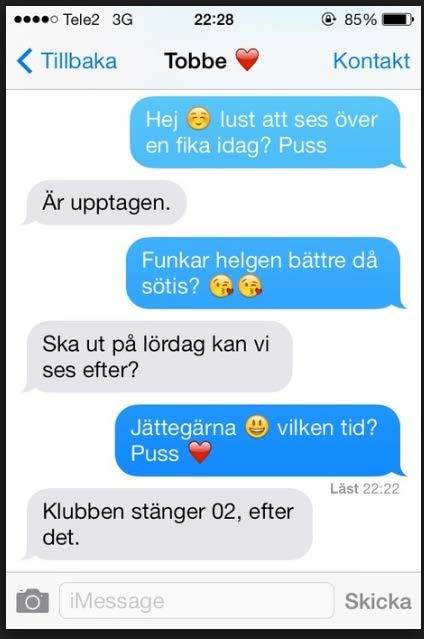 Tele2 3G 22:28 85%
Tillbaka Tobbe ❤️ Kontakt
Hej ☺️ lust att ses över
en fika idag? Puss
Är upptagen.
Funkar helgen bättre då
sötis? 😘😘
Ska ut på lördag kan vi
ses efter?
Jättegärna 😃 vilken tid?
Puss ❤️
Läst 22:22
Klubben stänger 02, efter
det.
iMessage Skicka